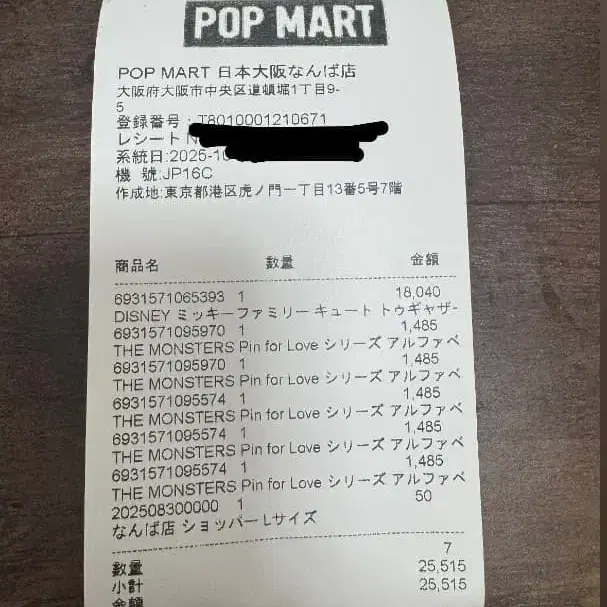 POP MART
POP MART 日本大阪なんば店
大阪府大阪市中央区道頓堀1丁目9-
5
登録番号:T8010001210671
レシート N
系統日:2025-10
機 號:JP16C
作成地:東京都港区虎ノ門一丁目13番5号7階
商品名 数量 金額
6931571065393 1 18,040
DISNEY ミッキーファミリー キュート トゥギャザ-
6931571095970 1 1,485
THE MONSTERS Pin for Love シリーズ アルファベ
6931571095970 1 1,485
THE MONSTERS Pin for Love シリーズ アルファベ
6931571095574 1 1,485
THE MONSTERS Pin for Love シリーズ アルファベ
6931571095574 1 1,485
THE MONSTERS Pin for Love シリーズ アルファベ
6931571095574 1 1,485
THE MONSTERS Pin for Love シリーズ アルファベ
202508300000 1 50
なんば店 ショッパー Lサイズ
数量 7
小計 25,515
金額 25,515